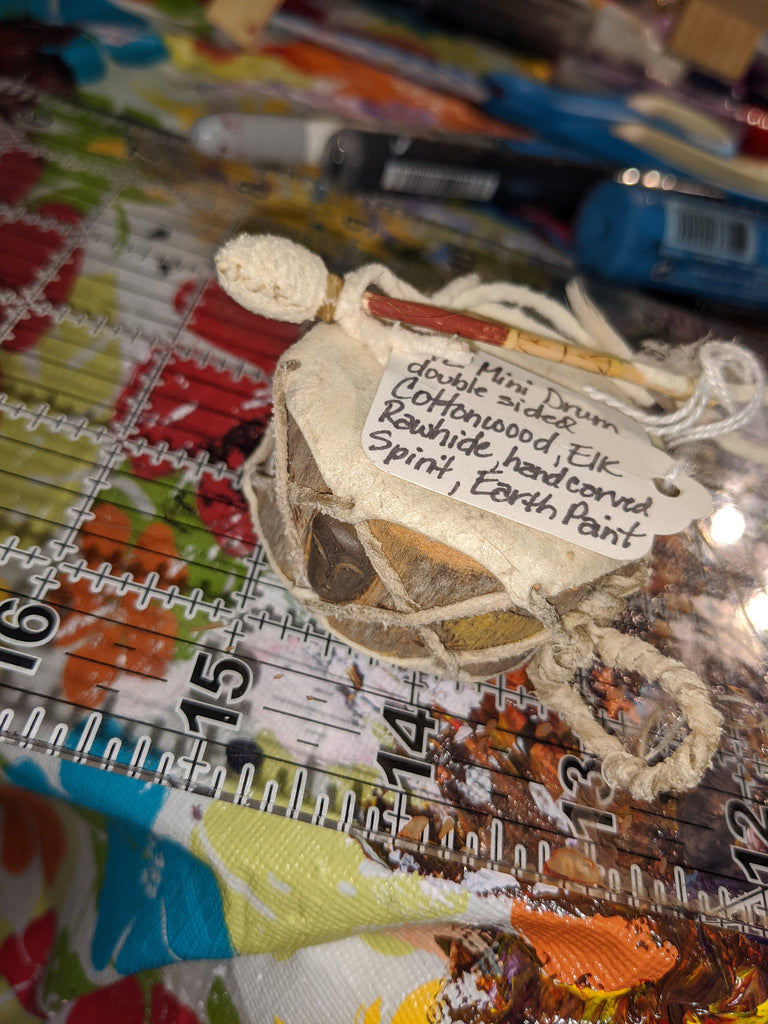 Mini Drum
double sided
Cottonwood, Elk
Rawhide, hand carved
Spirit, Earth Paint
16
15
14
13
12